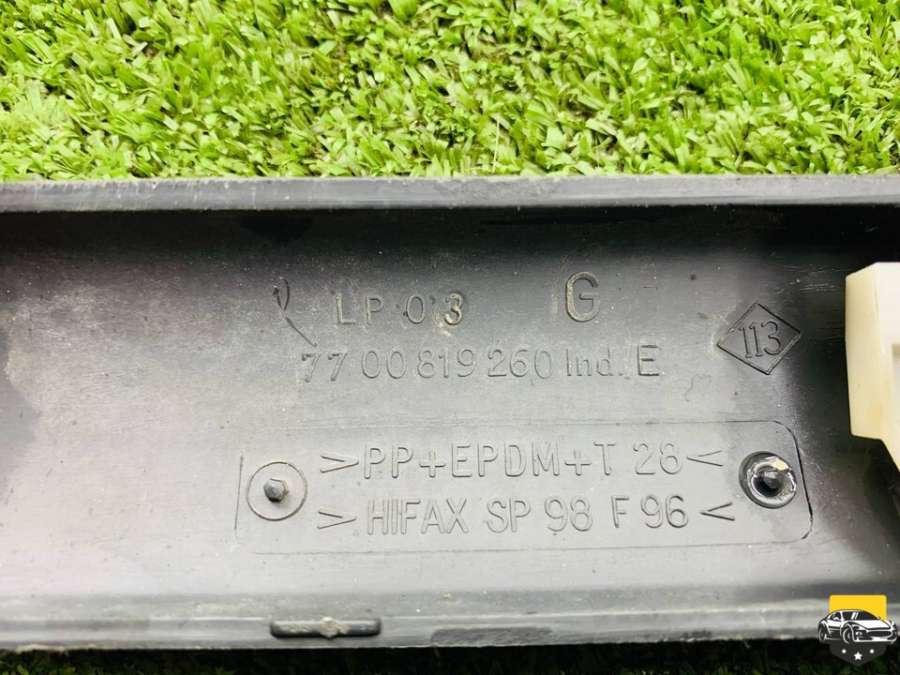 LP 03 G
113
77 00 819 260 Ind. E
>PP+EPDM+T 28<
>HIFAX SP 98 F 96<